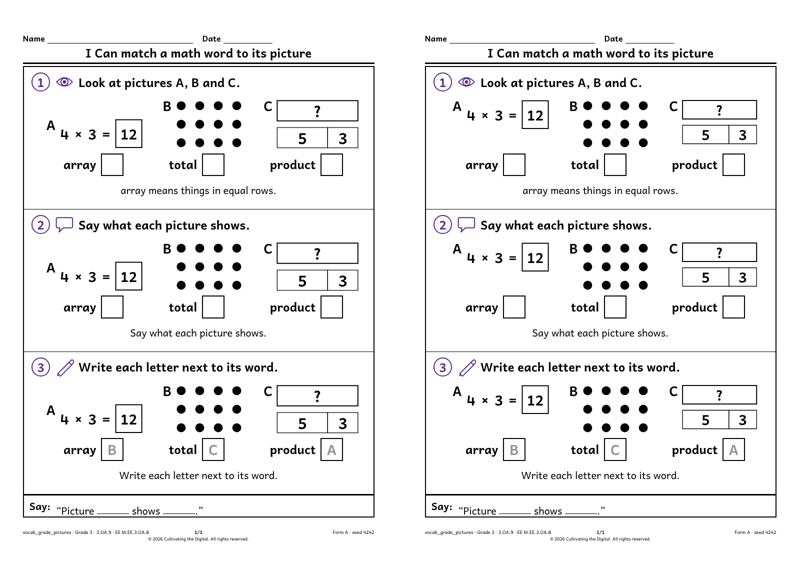 Name Date
I Can match a math word to its picture
1 Look at pictures A, B and C.
A 4 × 3 = 12 B C ? 5 3
array total product
array means things in equal rows.
2 Say what each picture shows.
A 4 × 3 = 12 B C ? 5 3
array total product
Say what each picture shows.
3 Write each letter next to its word.
A 4 × 3 = 12 B C ? 5 3
array B total C product A
Write each letter next to its word.
Say: “Picture ______ shows ______.”
vocab_grade_pictures · Grade 3 · 3.OA.9 · EE M.EE.3.OA.8 1/1 Form A · seed 4242
© 2026 Cultivating the Digital. All rights reserved.
Name Date
I Can match a math word to its picture
1 Look at pictures A, B and C.
A 4 × 3 = 12 B C ? 5 3
array total product
array means things in equal rows.
2 Say what each picture shows.
A 4 × 3 = 12 B C ? 5 3
array total product
Say what each picture shows.
3 Write each letter next to its word.
A 4 × 3 = 12 B C ? 5 3
array B total C product A
Write each letter next to its word.
Say: “Picture ______ shows ______.”
vocab_grade_pictures · Grade 3 · 3.OA.9 · EE M.EE.3.OA.8 1/1 Form A · seed 4242
© 2026 Cultivating the Digital. All rights reserved.